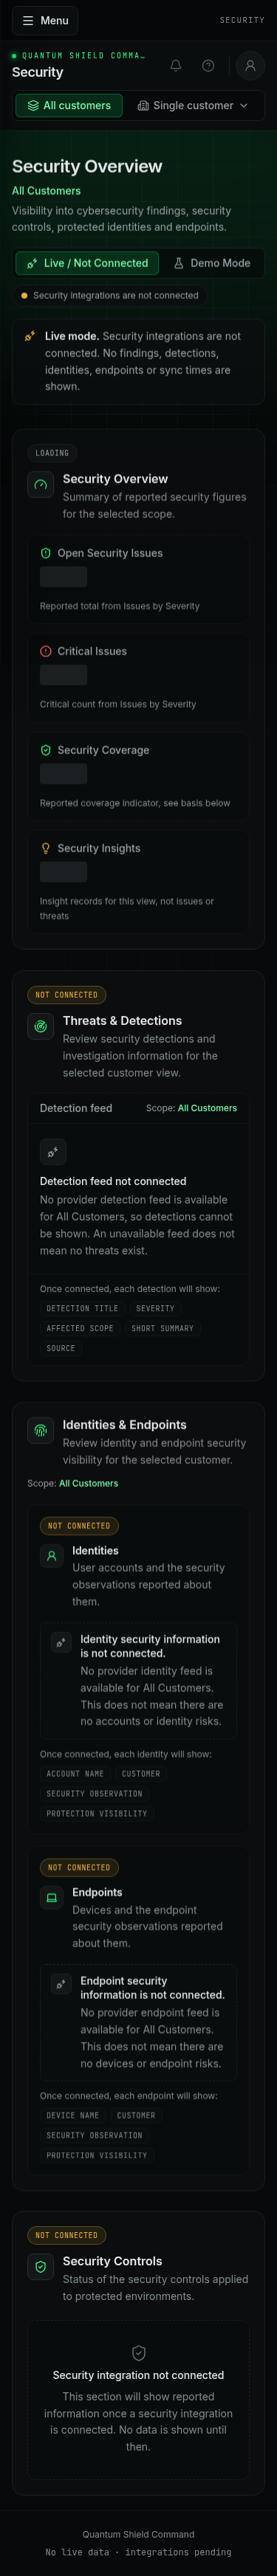 Menu
SECURITY
QUANTUM SHIELD COMMA…
Security
All customers
Single customer
Security Overview
All Customers
Visibility into cybersecurity findings, security
controls, protected identities and endpoints.
Live / Not Connected
Demo Mode
Security integrations are not connected
Live mode. Security integrations are not
connected. No findings, detections,
identities, endpoints or sync times are
shown.
LOADING
Security Overview
Summary of reported security figures
for the selected scope.
Open Security Issues
Reported total from Issues by Severity
Critical Issues
Critical count from Issues by Severity
Security Coverage
Reported coverage indicator, see basis below
Security Insights
Insight records for this view, not issues or
threats
NOT CONNECTED
Threats & Detections
Review security detections and
investigation information for the
selected customer view.
Detection feed
Scope: All Customers
Detection feed not connected
No provider detection feed is available
for All Customers, so detections cannot
be shown. An unavailable feed does not
mean no threats exist.
Once connected, each detection will show:
DETECTION TITLE
SEVERITY
AFFECTED SCOPE
SHORT SUMMARY
SOURCE
Identities & Endpoints
Review identity and endpoint security
visibility for the selected customer.
Scope: All Customers
NOT CONNECTED
Identities
User accounts and the security
observations reported about
them.
Identity security information
is not connected.
No provider identity feed is
available for All Customers.
This does not mean there are
no accounts or identity risks.
Once connected, each identity will show:
ACCOUNT NAME
CUSTOMER
SECURITY OBSERVATION
PROTECTION VISIBILITY
NOT CONNECTED
Endpoints
Devices and the endpoint
security observations reported
about them.
Endpoint security
information is not connected.
No provider endpoint feed is
available for All Customers.
This does not mean there are
no devices or endpoint risks.
Once connected, each endpoint will show:
DEVICE NAME
CUSTOMER
SECURITY OBSERVATION
PROTECTION VISIBILITY
NOT CONNECTED
Security Controls
Status of the security controls applied
to protected environments.
Security integration not connected
This section will show reported
information once a security integration
is connected. No data is shown until
then.
Quantum Shield Command
No live data · integrations pending